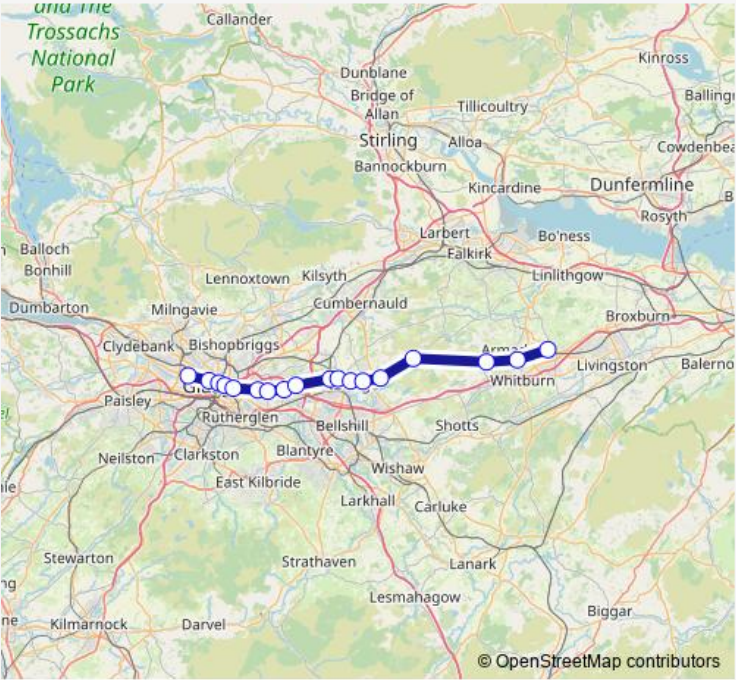 and The
Trossachs
National
Park
Callander
Kinross
Dunblane
Bridge of
Allan
Tillicoultry
Stirling
Alloa
Bannockburn
Kincardine
Dunfermline
Rosyth
Larbert
Falkirk
Bo'ness
Balloch
Bonhill
Lennoxtown
Kilsyth
Linlithgow
Dumbarton
Milngavie
Cumbernauld
Broxburn
Clydebank
Bishopbriggs
Livingston
Balerno
Whitburn
Paisley
Rutherglen
Bellshill
Shotts
Neilston
Clarkston
Blantyre
Wishaw
East Kilbride
Larkhall
Carluke
Stewarton
Strathaven
Lanark
Lesmahagow
Biggar
Kilmarnock
Darvel
© OpenStreetMap contributors